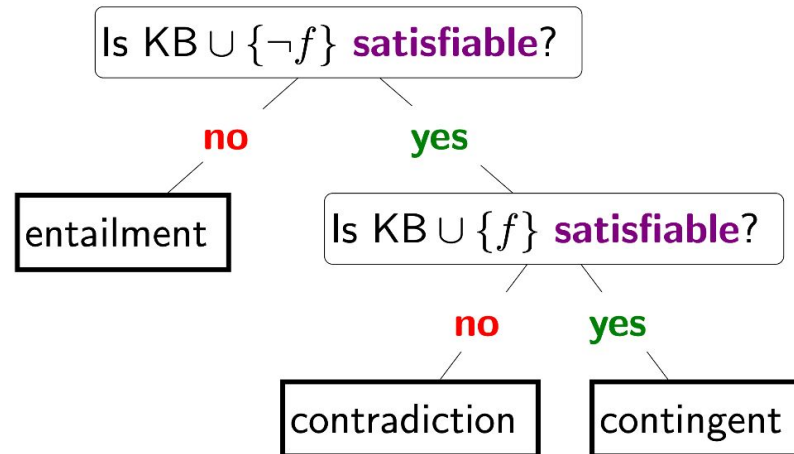 Is KB ∪ {¬f} satisfiable?
no
yes
entailment
Is KB ∪ {f} satisfiable?
no
yes
contradiction
contingent